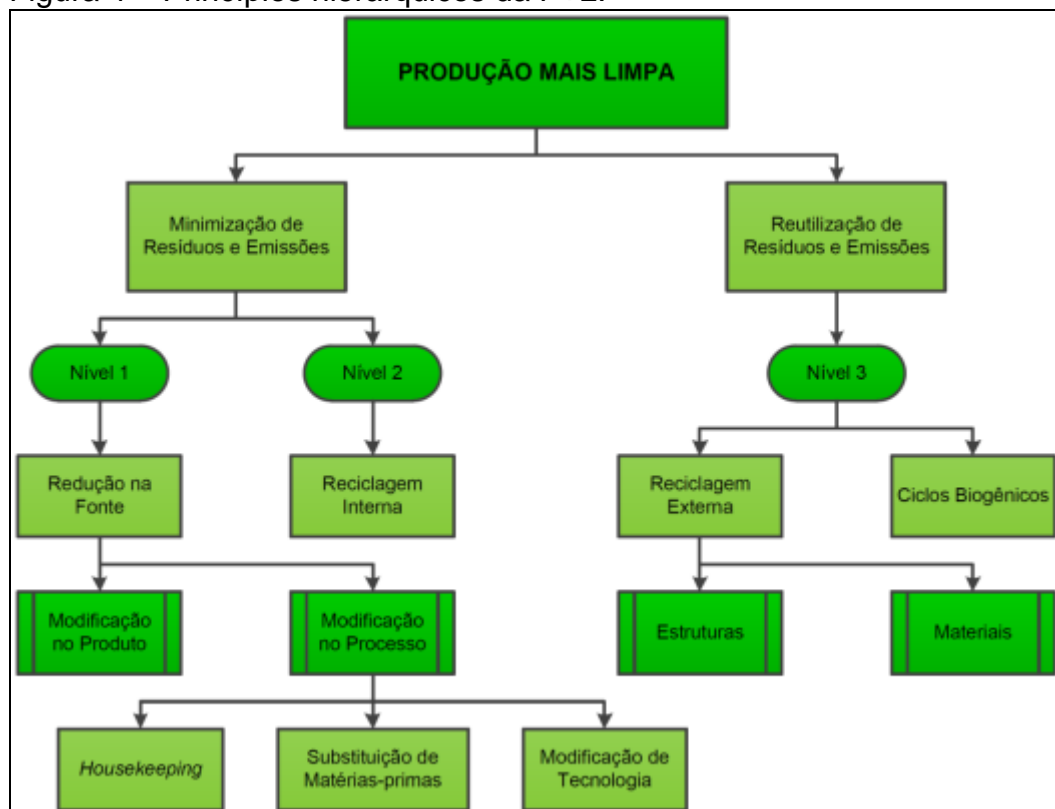 PRODUÇÃO MAIS LIMPA
Minimização de
Resíduos e Emissões
Reutilização de
Resíduos e Emissões
Nível 1
Nível 2
Nível 3
Redução na
Fonte
Reciclagem
Interna
Reciclagem
Externa
Ciclos Biogênicos
Modificação
no Produto
Modificação
no Processo
Estruturas
Materiais
Housekeeping
Substituição de
Matérias-primas
Modificação de
Tecnologia